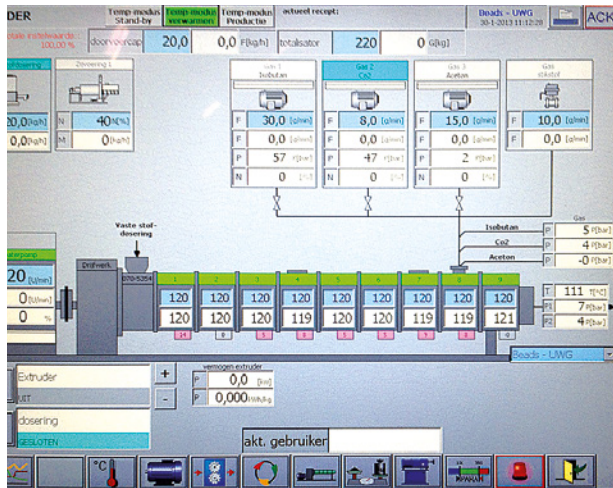 DER
Temp-modus Stand-by
Temp-modus verwarmen
Temp-modus Productie
actueel recept:
Beads - UWG
30-1-2013 11:12:28
ACK
100,00 %
doorvoercap
20,0
0,0 F[kg/h]
totalisator
220
0 G[kg]
20,0[kg/h]
0,0[kg/h]
N 40 N[%]
M 0[kg/h]
Gas 1
Isobutan
F 30,0 [g/min]
F 0,0 [g/min]
P 57 P[bar]
N 0 [%]
Gas 2
Co2
F 8,0 [g/min]
F 0,0 [g/min]
P 47 P[bar]
N 0 [%]
Gas 3
Aceton
F 15,0 [g/min]
F 0,0 [g/min]
P 2 P[bar]
N 0 [%]
Gas
stikstof
F 10,0 [g/min]
F 0,0 [g/min]
Gas
Isobutan P 5 P[bar]
Co2 P 4 P[bar]
Aceton P -0 P[bar]
Vaste stof-
dosering
20 [U/min]
0 [U/min]
0 %
1 2 3 4 5 6 7 8 9
120 120 120 120 120 120 120 120 120
120 120 120 119 120 120 119 119 121
T 111 T[°C]
P1 7 P[bar]
P2 4 P[bar]
Beads - UWG
Extruder
UIT
+
-
vermogen extruder
P 0,0 [kw]
P 0,000 kWh/kg
dosering
GESLOTEN
akt. gebruiker
°C
MPARAM